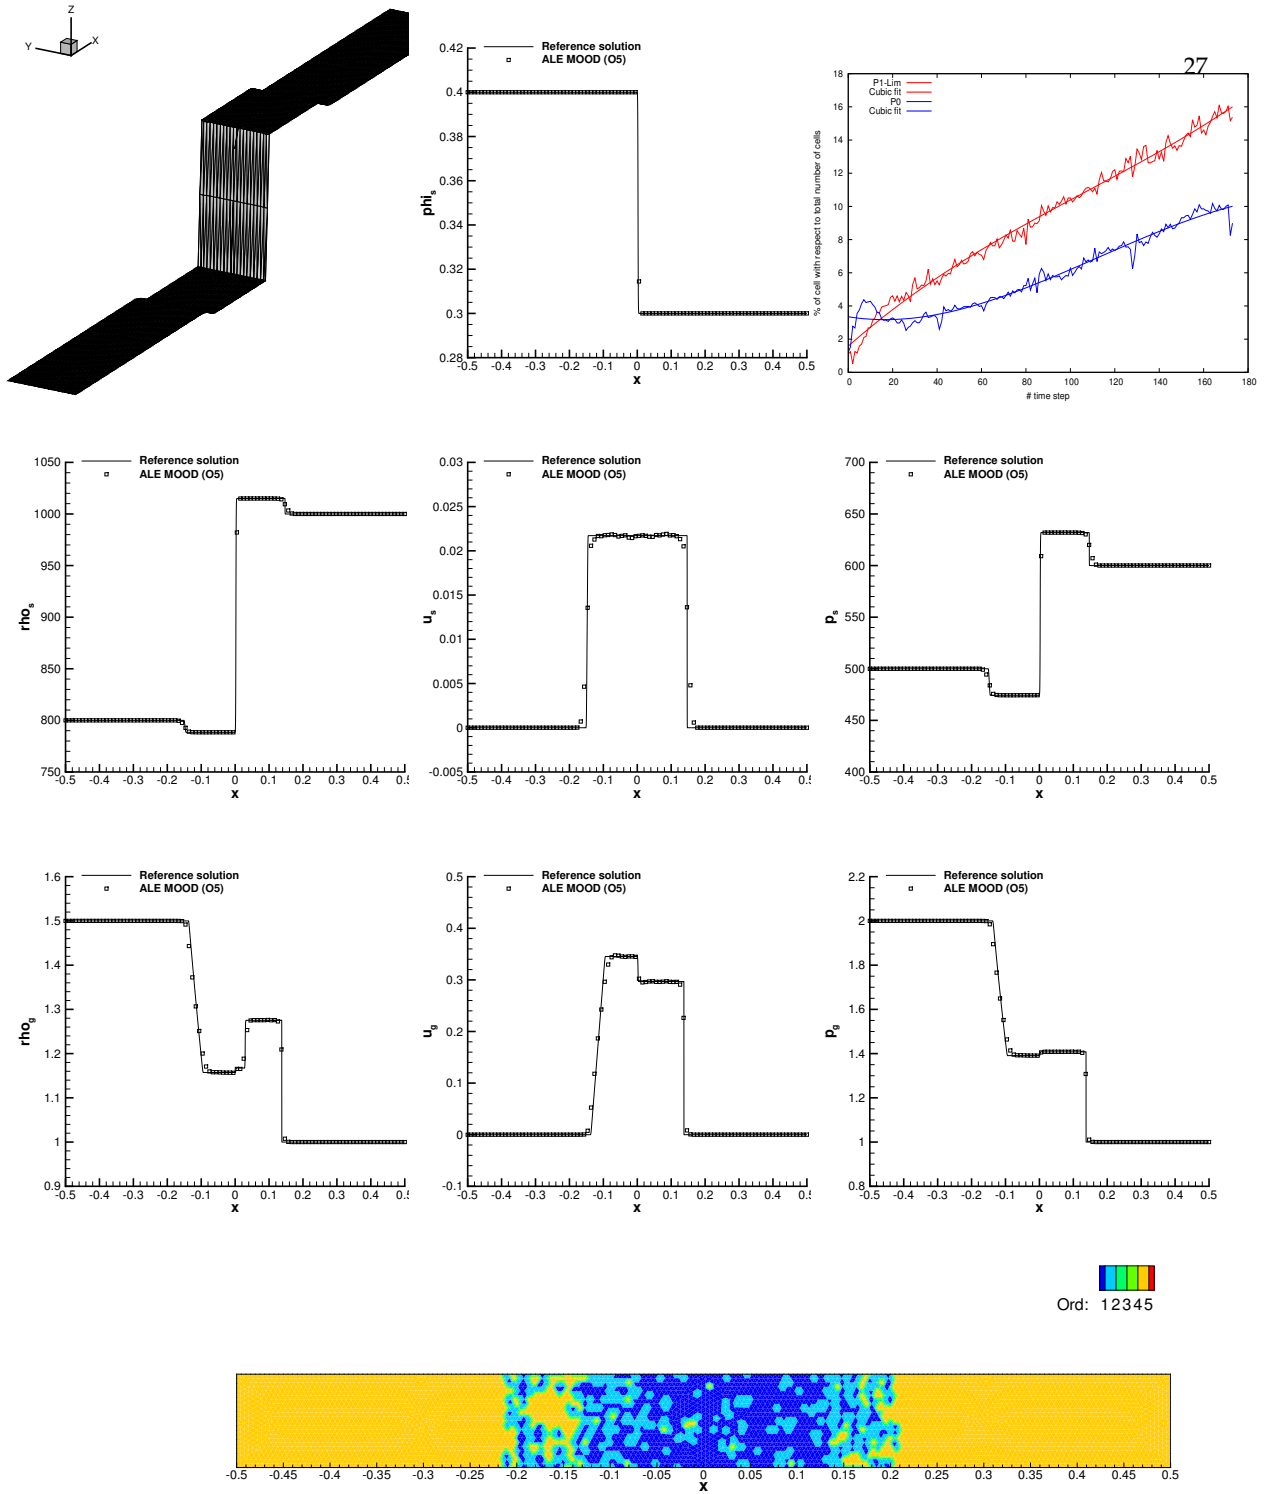 Z
Y
X
Reference solution
ALE MOOD (O5)
0.42
0.4
0.38
0.36
0.34
0.32
0.3
0.28
phi_s
-0.5 -0.4 -0.3 -0.2 -0.1 0 0.1 0.2 0.3 0.4 0.5
x
27
P1-Lim
Cubic fit
P0
Cubic fit
18
16
14
12
10
8
6
4
2
0
% of cell with respect to total number of cells
0 20 40 60 80 100 120 140 160 180
# time step
Reference solution
ALE MOOD (O5)
1050
1000
950
900
850
800
750
rho_s
-0.5 -0.4 -0.3 -0.2 -0.1 0 0.1 0.2 0.3 0.4
x
Reference solution
ALE MOOD (O5)
0.03
0.025
0.02
0.015
0.01
0.005
0
-0.005
u_s
-0.5 -0.4 -0.3 -0.2 -0.1 0 0.1 0.2 0.3 0.4 0.5
x
Reference solution
ALE MOOD (O5)
700
650
600
550
500
450
400
p_s
-0.5 -0.4 -0.3 -0.2 -0.1 0 0.1 0.2 0.3 0.4 0.5
x
Reference solution
ALE MOOD (O5)
1.6
1.5
1.4
1.3
1.2
1.1
1
0.9
rho_g
-0.5 -0.4 -0.3 -0.2 -0.1 0 0.1 0.2 0.3 0.4
x
Reference solution
ALE MOOD (O5)
0.5
0.4
0.3
0.2
0.1
0
-0.1
u_g
-0.5 -0.4 -0.3 -0.2 -0.1 0 0.1 0.2 0.3 0.4 0.5
x
Reference solution
ALE MOOD (O5)
2.2
2
1.8
1.6
1.4
1.2
1
0.8
p_g
-0.5 -0.4 -0.3 -0.2 -0.1 0 0.1 0.2 0.3 0.4 0.5
x
Ord: 1 2 3 4 5
-0.5 -0.45 -0.4 -0.35 -0.3 -0.25 -0.2 -0.15 -0.1 -0.05 0 0.05 0.1 0.15 0.2 0.25 0.3 0.35 0.4 0.45 0.5
x